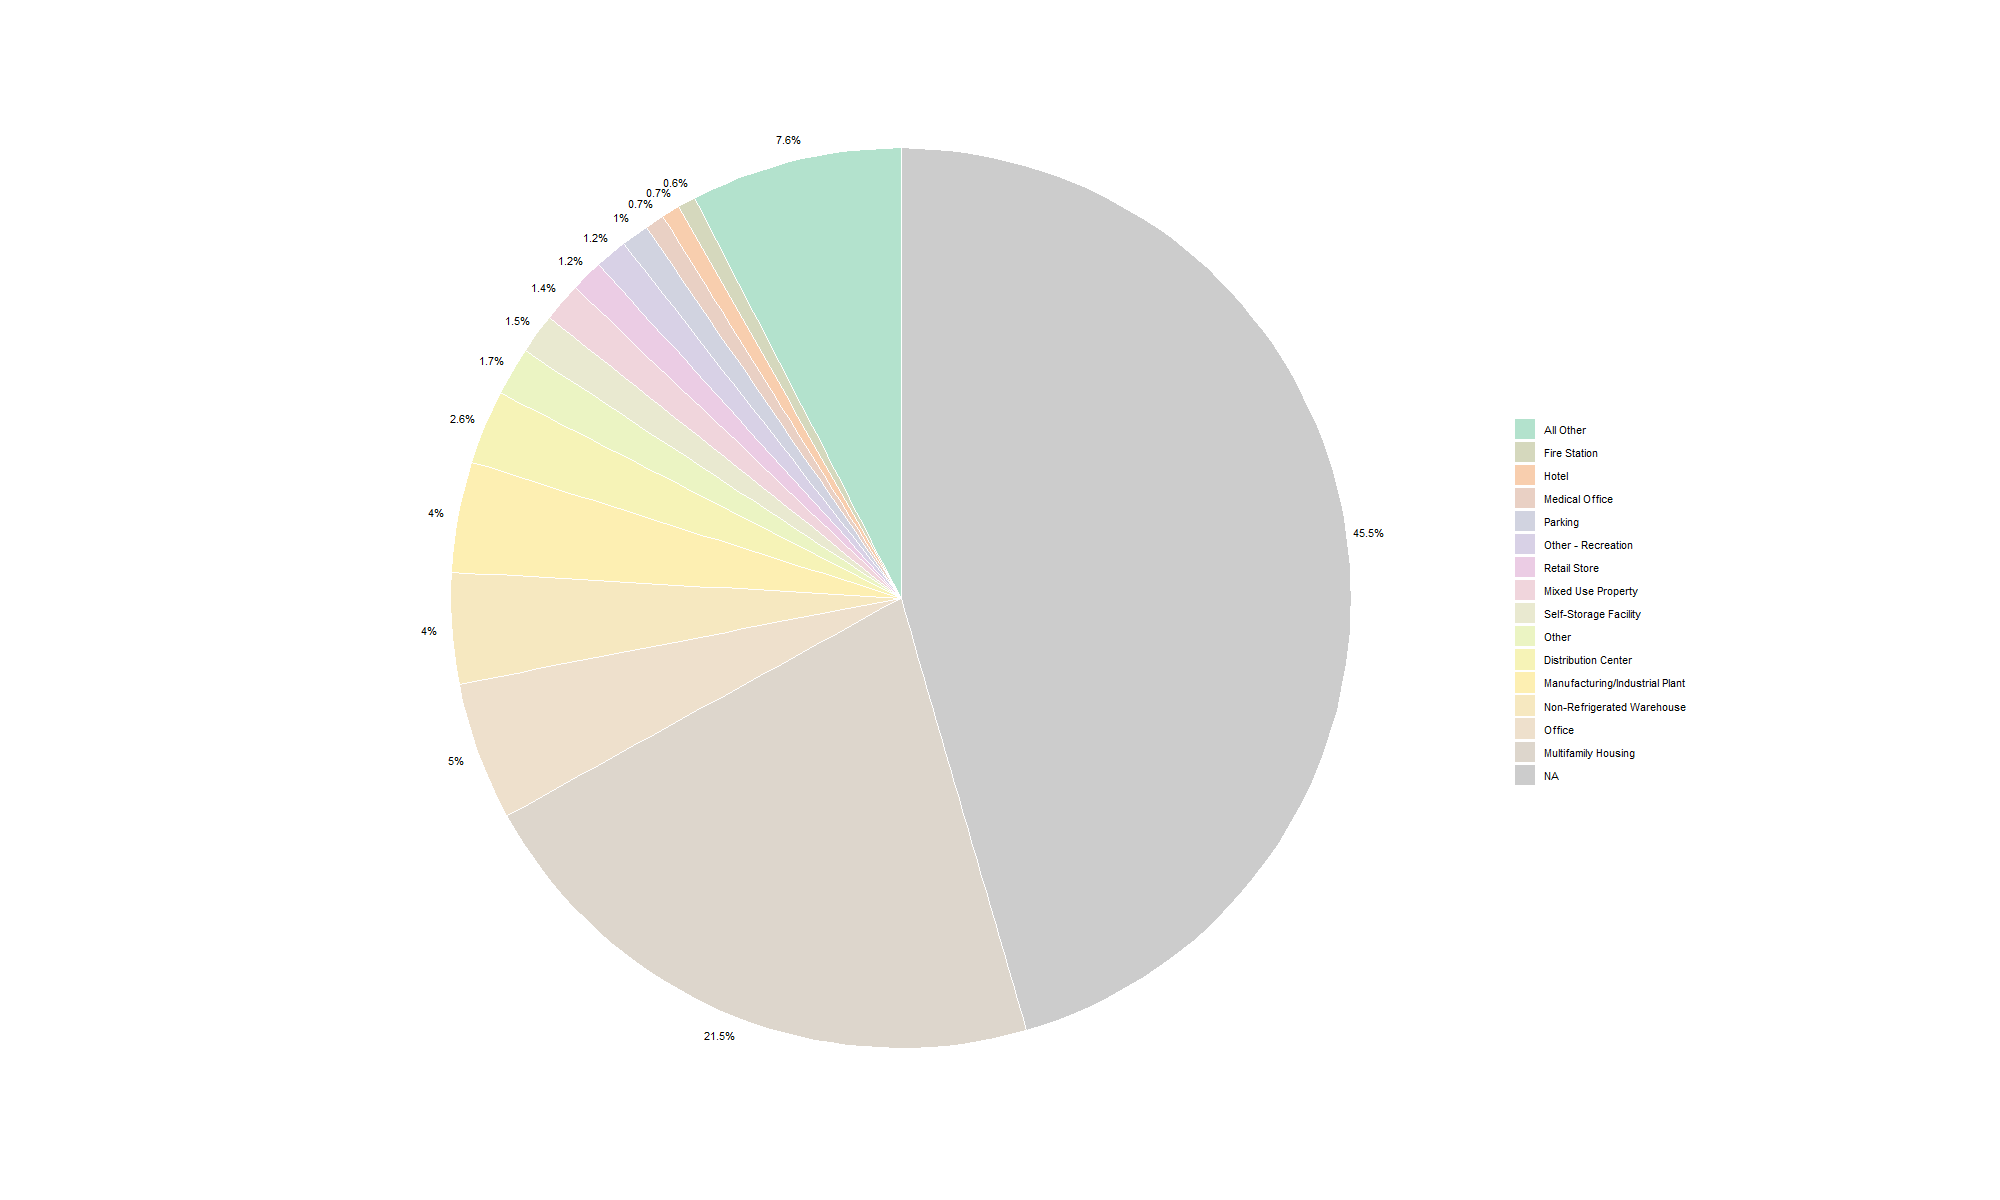 7.6%
0.6%
0.7%
0.7%
1%
1.2%
1.2%
1.4%
1.5%
1.7%
2.6%
4%
4%
5%
21.5%
45.5%
All Other
Fire Station
Hotel
Medical Office
Parking
Other - Recreation
Retail Store
Mixed Use Property
Self-Storage Facility
Other
Distribution Center
Manufacturing/Industrial Plant
Non-Refrigerated Warehouse
Office
Multifamily Housing
NA